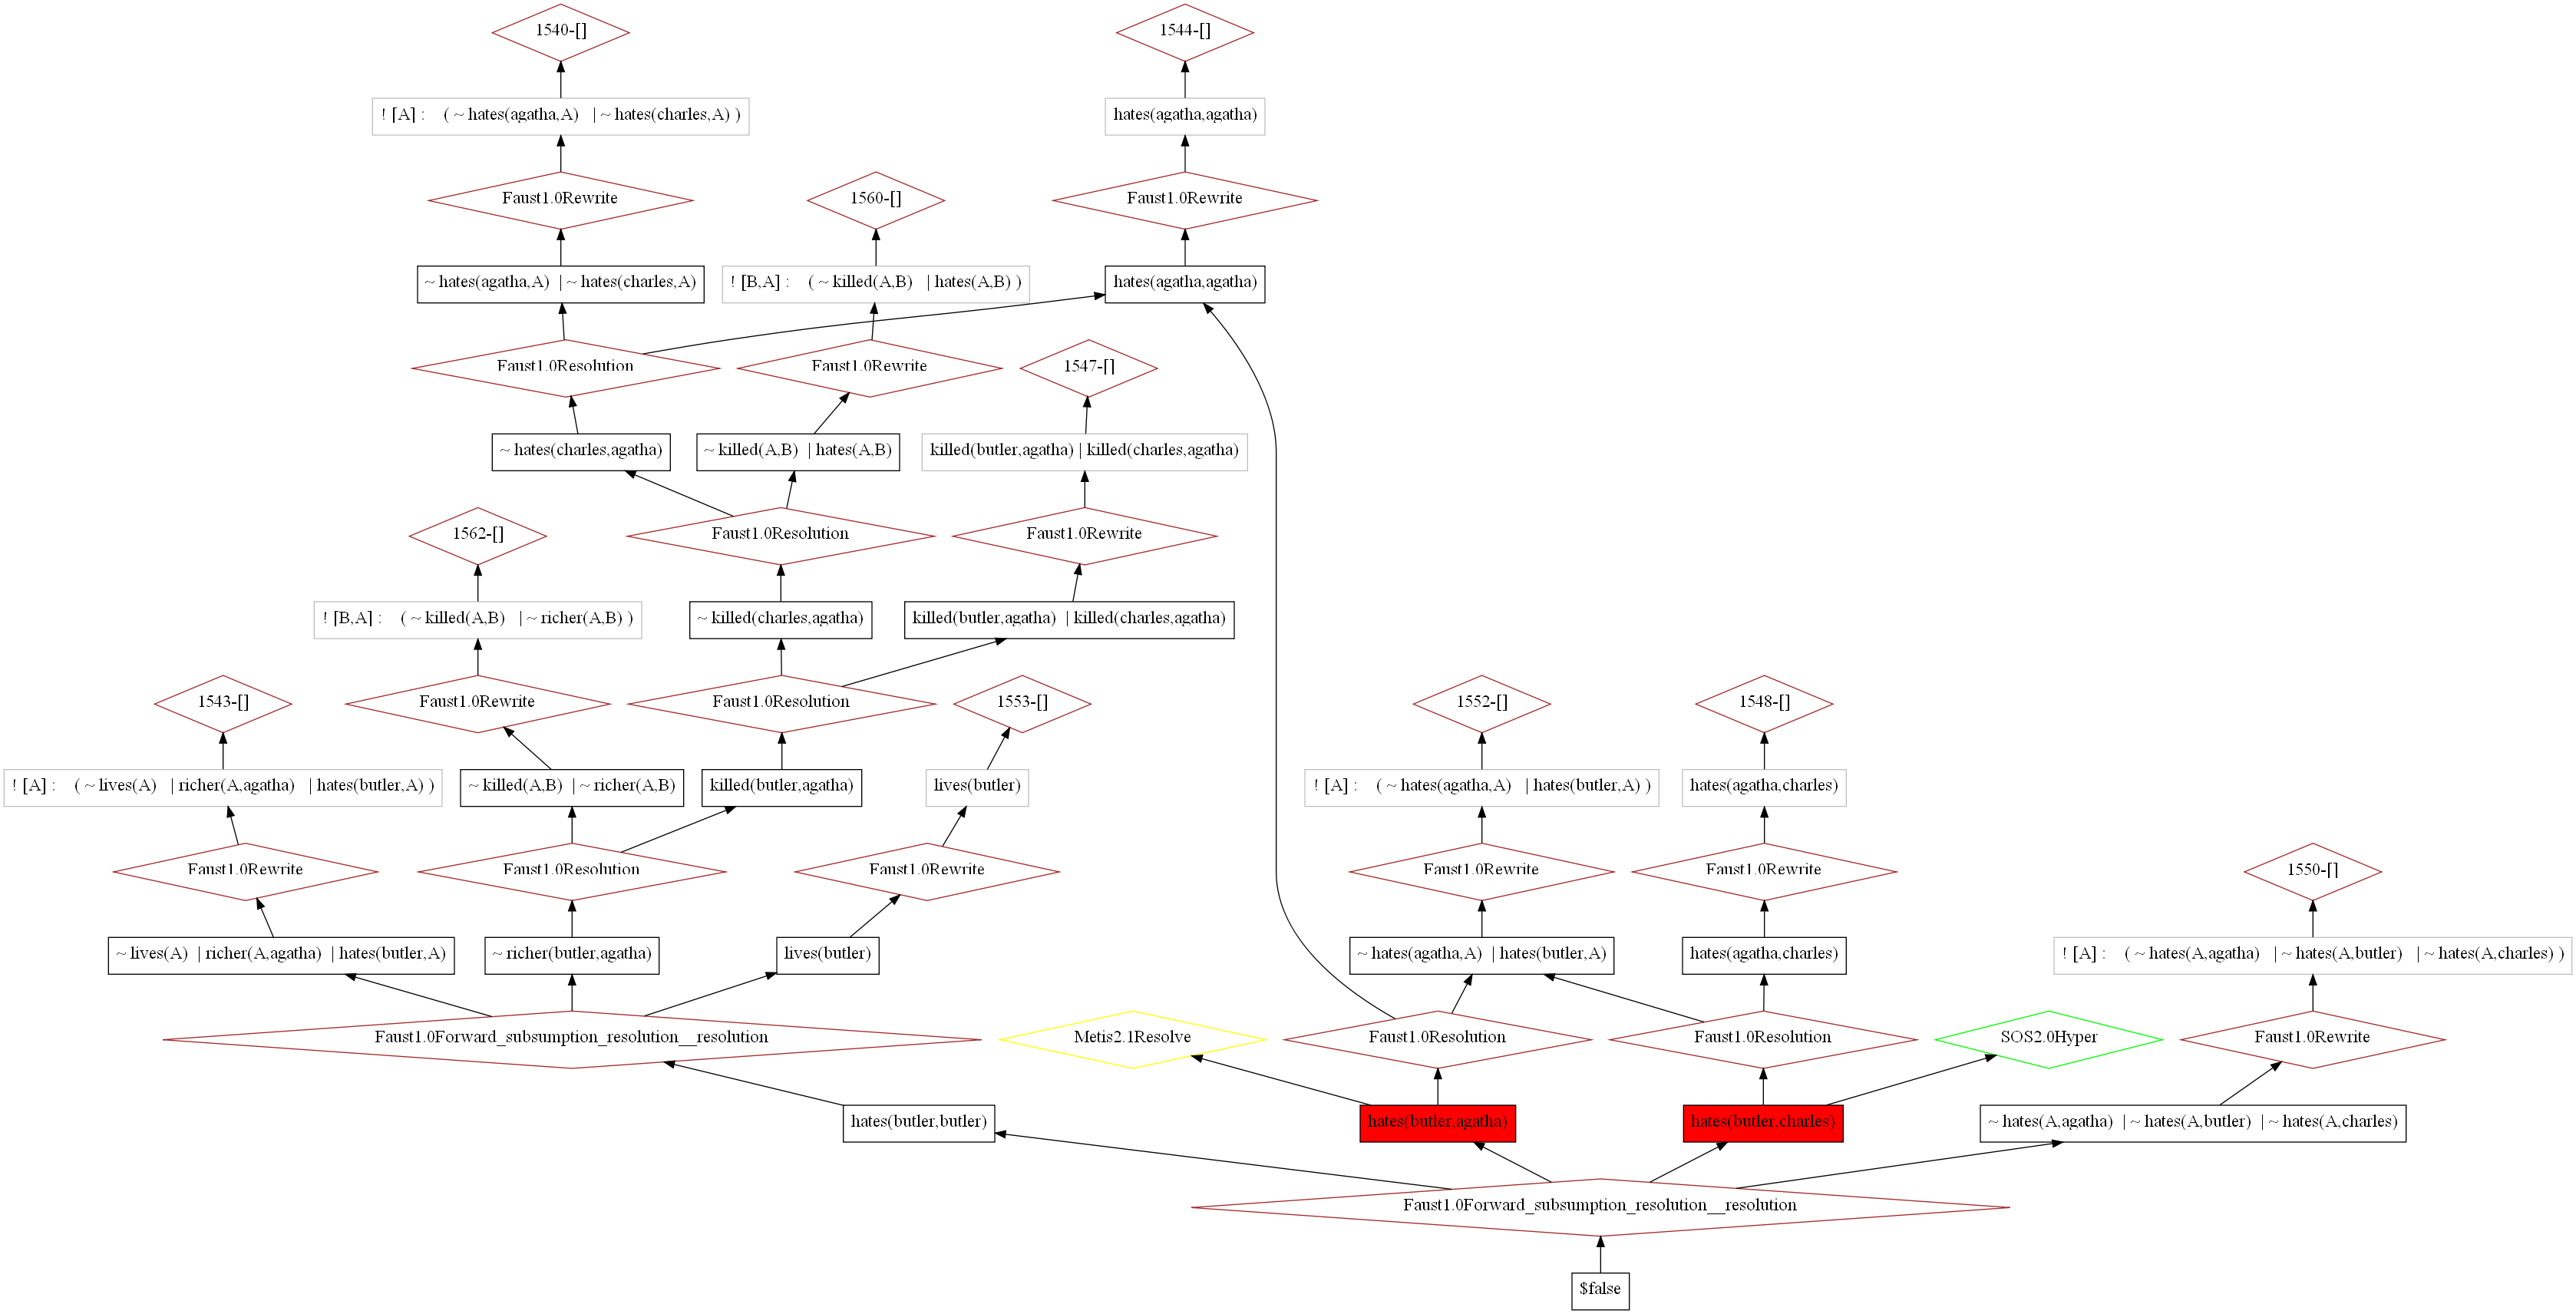 1540-[]
1544-[]
! [A] : ( ~ hates(agatha,A) | ~ hates(charles,A) )
hates(agatha,agatha)
Faust1.0Rewrite
1560-[]
Faust1.0Rewrite
~ hates(agatha,A) | ~ hates(charles,A)
! [B,A] : ( ~ killed(A,B) | hates(A,B) )
hates(agatha,agatha)
Faust1.0Resolution
Faust1.0Rewrite
1547-[]
~ hates(charles,agatha)
~ killed(A,B) | hates(A,B)
killed(butler,agatha) | killed(charles,agatha)
1562-[]
Faust1.0Resolution
Faust1.0Rewrite
! [B,A] : ( ~ killed(A,B) | ~ richer(A,B) )
~ killed(charles,agatha)
killed(butler,agatha) | killed(charles,agatha)
1543-[]
Faust1.0Rewrite
Faust1.0Resolution
1553-[]
1552-[]
1548-[]
! [A] : ( ~ lives(A) | richer(A,agatha) | hates(butler,A) )
~ killed(A,B) | ~ richer(A,B)
killed(butler,agatha)
lives(butler)
! [A] : ( ~ hates(agatha,A) | hates(butler,A) )
hates(agatha,charles)
Faust1.0Rewrite
Faust1.0Resolution
Faust1.0Rewrite
Faust1.0Rewrite
Faust1.0Rewrite
1550-[]
~ lives(A) | richer(A,agatha) | hates(butler,A)
~ richer(butler,agatha)
lives(butler)
~ hates(agatha,A) | hates(butler,A)
hates(agatha,charles)
! [A] : ( ~ hates(A,agatha) | ~ hates(A,butler) | ~ hates(A,charles) )
Faust1.0Forward_subsumption_resolution__resolution
Metis2.1Resolve
Faust1.0Resolution
Faust1.0Resolution
SOS2.0Hyper
Faust1.0Rewrite
hates(butler,butler)
hates(butler,agatha)
hates(butler,charles)
~ hates(A,agatha) | ~ hates(A,butler) | ~ hates(A,charles)
Faust1.0Forward_subsumption_resolution__resolution
$false